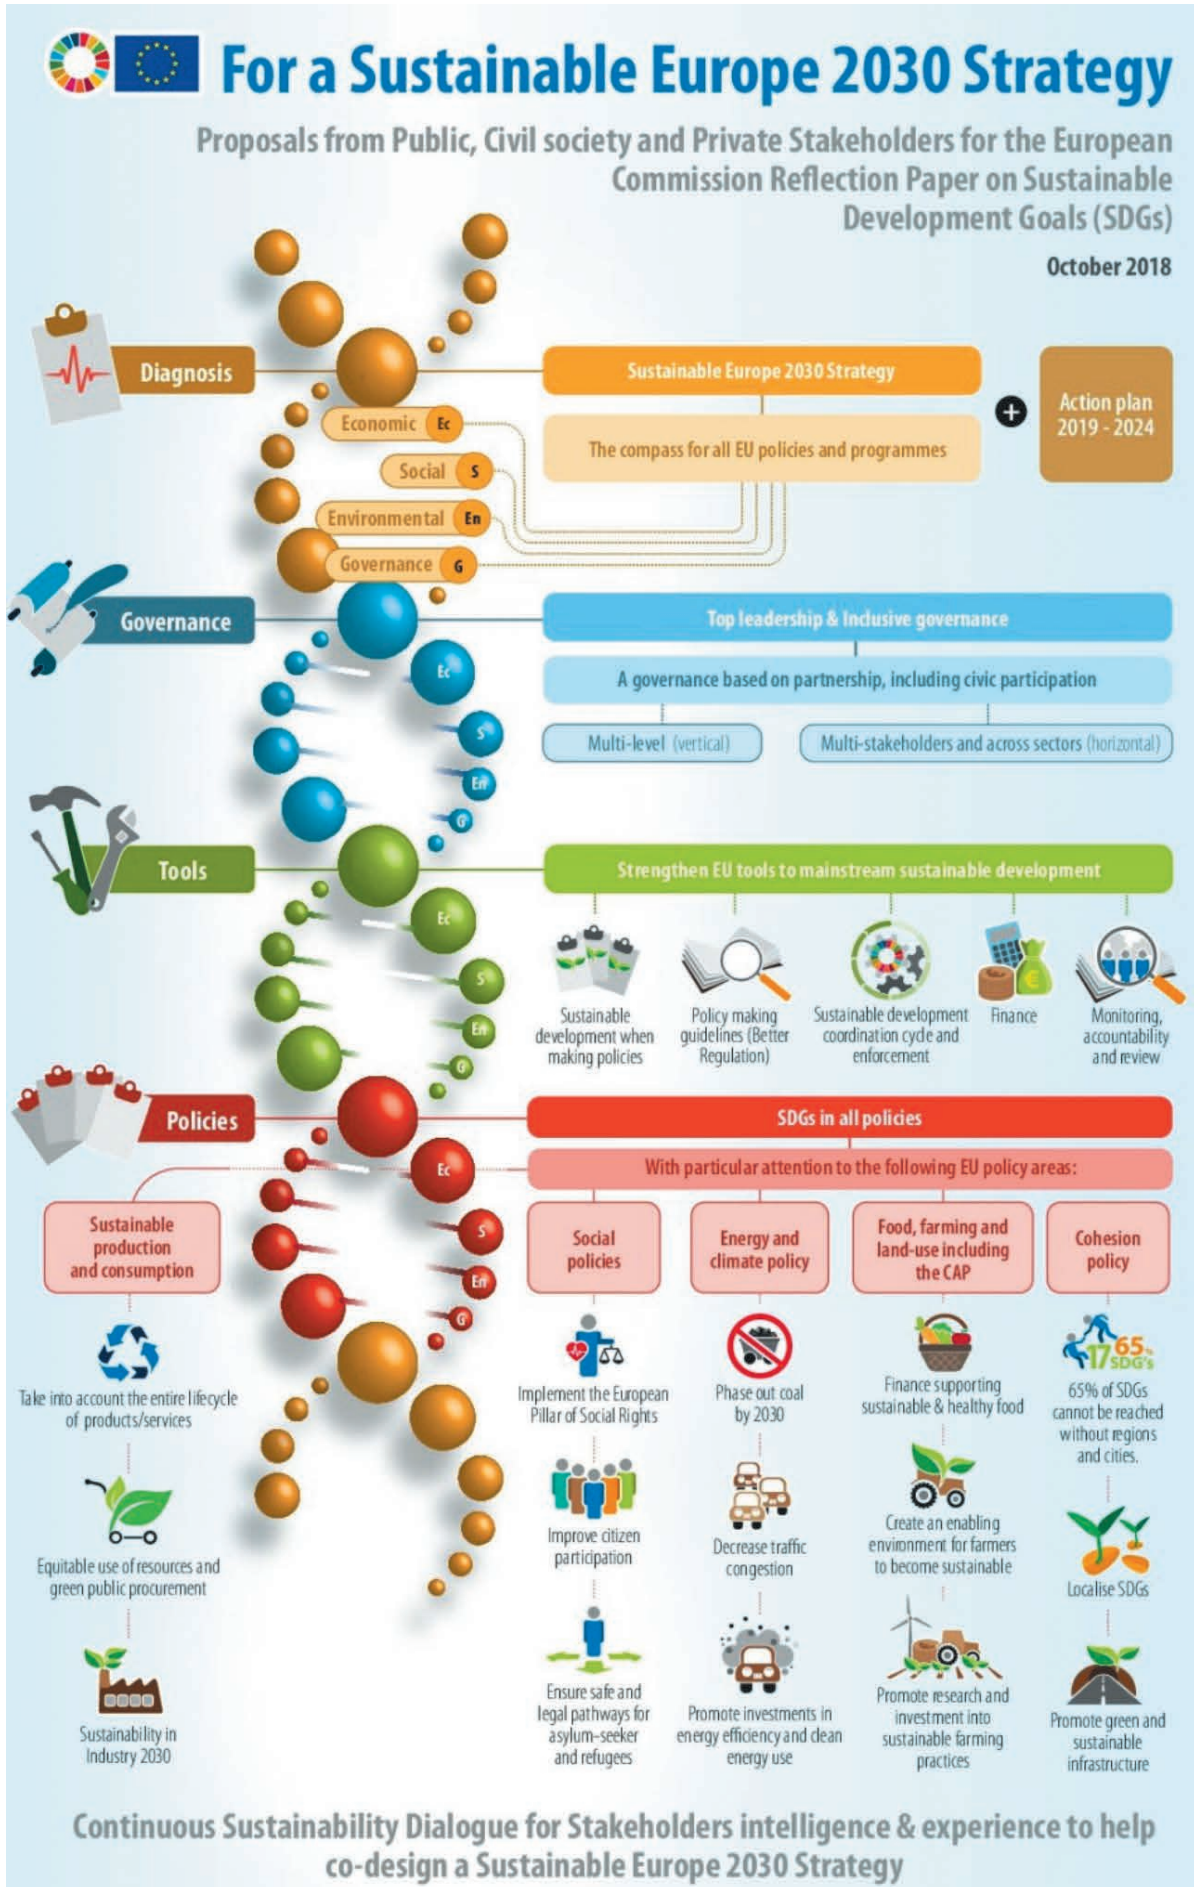 For a Sustainable Europe 2030 Strategy
Proposals from Public, Civil society and Private Stakeholders for the European
Commission Reflection Paper on Sustainable
Development Goals (SDGs)
October 2018
Diagnosis
Sustainable Europe 2030 Strategy
The compass for all EU policies and programmes
+
Action plan
2019 - 2024
Economic Ec
Social S
Environmental En
Governance G
Governance
Top leadership & Inclusive governance
A governance based on partnership, including civic participation
Multi-level (vertical)
Multi-stakeholders and across sectors (horizontal)
Ec
S
En
G
Tools
Strengthen EU tools to mainstream sustainable development
Ec
S
En
G
Sustainable
development when
making policies
Policy making
guidelines (Better
Regulation)
Sustainable development
coordination cycle and
enforcement
€
Finance
Monitoring,
accountability
and review
Policies
SDGs in all policies
With particular attention to the following EU policy areas:
Ec
S
En
G
Sustainable
production
and consumption
Take into account the entire lifecycle
of products/services
Equitable use of resources and
green public procurement
Sustainability in
Industry 2030
Social
policies
Implement the European
Pillar of Social Rights
Improve citizen
participation
Ensure safe and
legal pathways for
asylum-seeker
and refugees
Energy and
climate policy
Phase out coal
by 2030
Decrease traffic
congestion
Promote investments in
energy efficiency and clean
energy use
Food, farming and
land-use including
the CAP
Finance supporting
sustainable & healthy food
Create an enabling
environment for farmers
to become sustainable
Promote research and
investment into
sustainable farming
practices
Cohesion
policy
65%
17 SDG's
65% of SDGs
cannot be reached
without regions
and cities.
Localise SDGs
Promote green and
sustainable
infrastructure
Continuous Sustainability Dialogue for Stakeholders intelligence & experience to help
co-design a Sustainable Europe 2030 Strategy